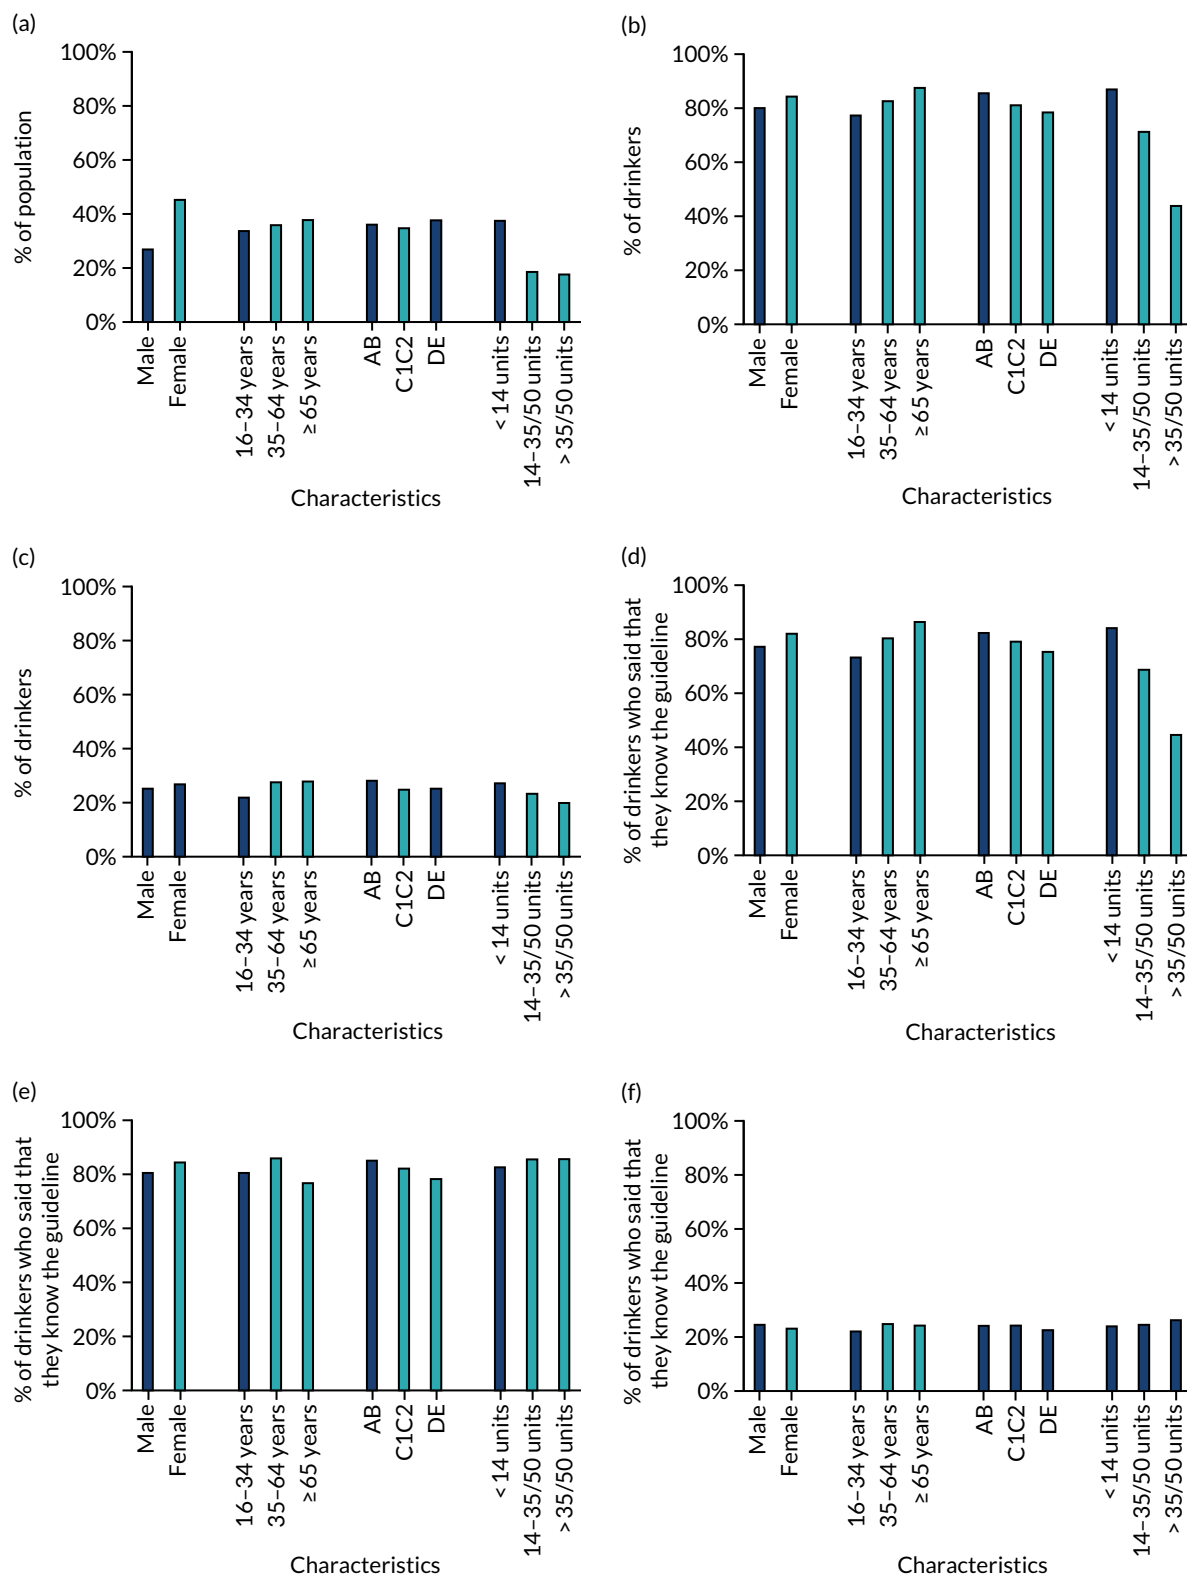 (a)
100%
80%
60%
40%
20%
0%
% of population
Male
Female
16–34 years
35–64 years
≥ 65 years
AB
C1C2
DE
< 14 units
14–35/50 units
> 35/50 units
Characteristics
(b)
100%
80%
60%
40%
20%
0%
% of drinkers
Male
Female
16–34 years
35–64 years
≥ 65 years
AB
C1C2
DE
< 14 units
14–35/50 units
> 35/50 units
Characteristics
(c)
100%
80%
60%
40%
20%
0%
% of drinkers
Male
Female
16–34 years
35–64 years
≥ 65 years
AB
C1C2
DE
< 14 units
14–35/50 units
> 35/50 units
Characteristics
(d)
100%
80%
60%
40%
20%
0%
% of drinkers who said that
they know the guideline
Male
Female
16–34 years
35–64 years
≥ 65 years
AB
C1C2
DE
< 14 units
14–35/50 units
> 35/50 units
Characteristics
(e)
100%
80%
60%
40%
20%
0%
% of drinkers who said that
they know the guideline
Male
Female
16–34 years
35–64 years
≥ 65 years
AB
C1C2
DE
< 14 units
14–35/50 units
> 35/50 units
Characteristics
(f)
100%
80%
60%
40%
20%
0%
% of drinkers who said that
they know the guideline
Male
Female
16–34 years
35–64 years
≥ 65 years
AB
C1C2
DE
< 14 units
14–35/50 units
> 35/50 units
Characteristics